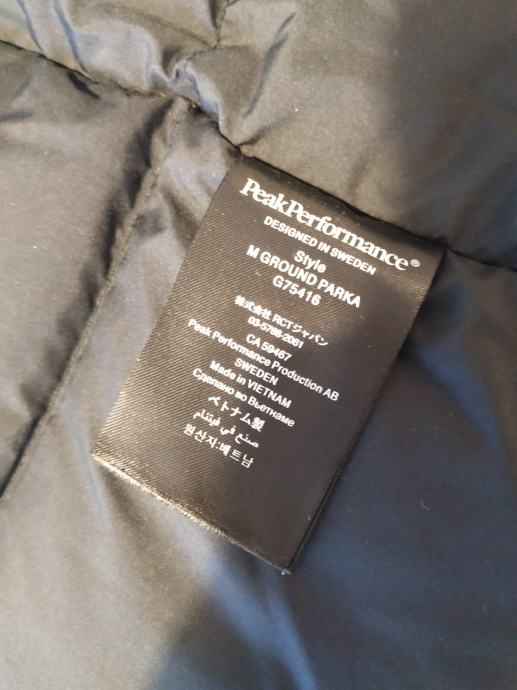 PeakPerformance®
DESIGNED IN SWEDEN
Style
M GROUND PARKA
G75416
株式会社 RCTジャパン
03-5766-2061
CA 59467
Peak Performance Production AB
SWEDEN
Made in VIETNAM
Сделано во Вьетнаме
ベトナム製
صنع في فيتنام
원산지:베트남